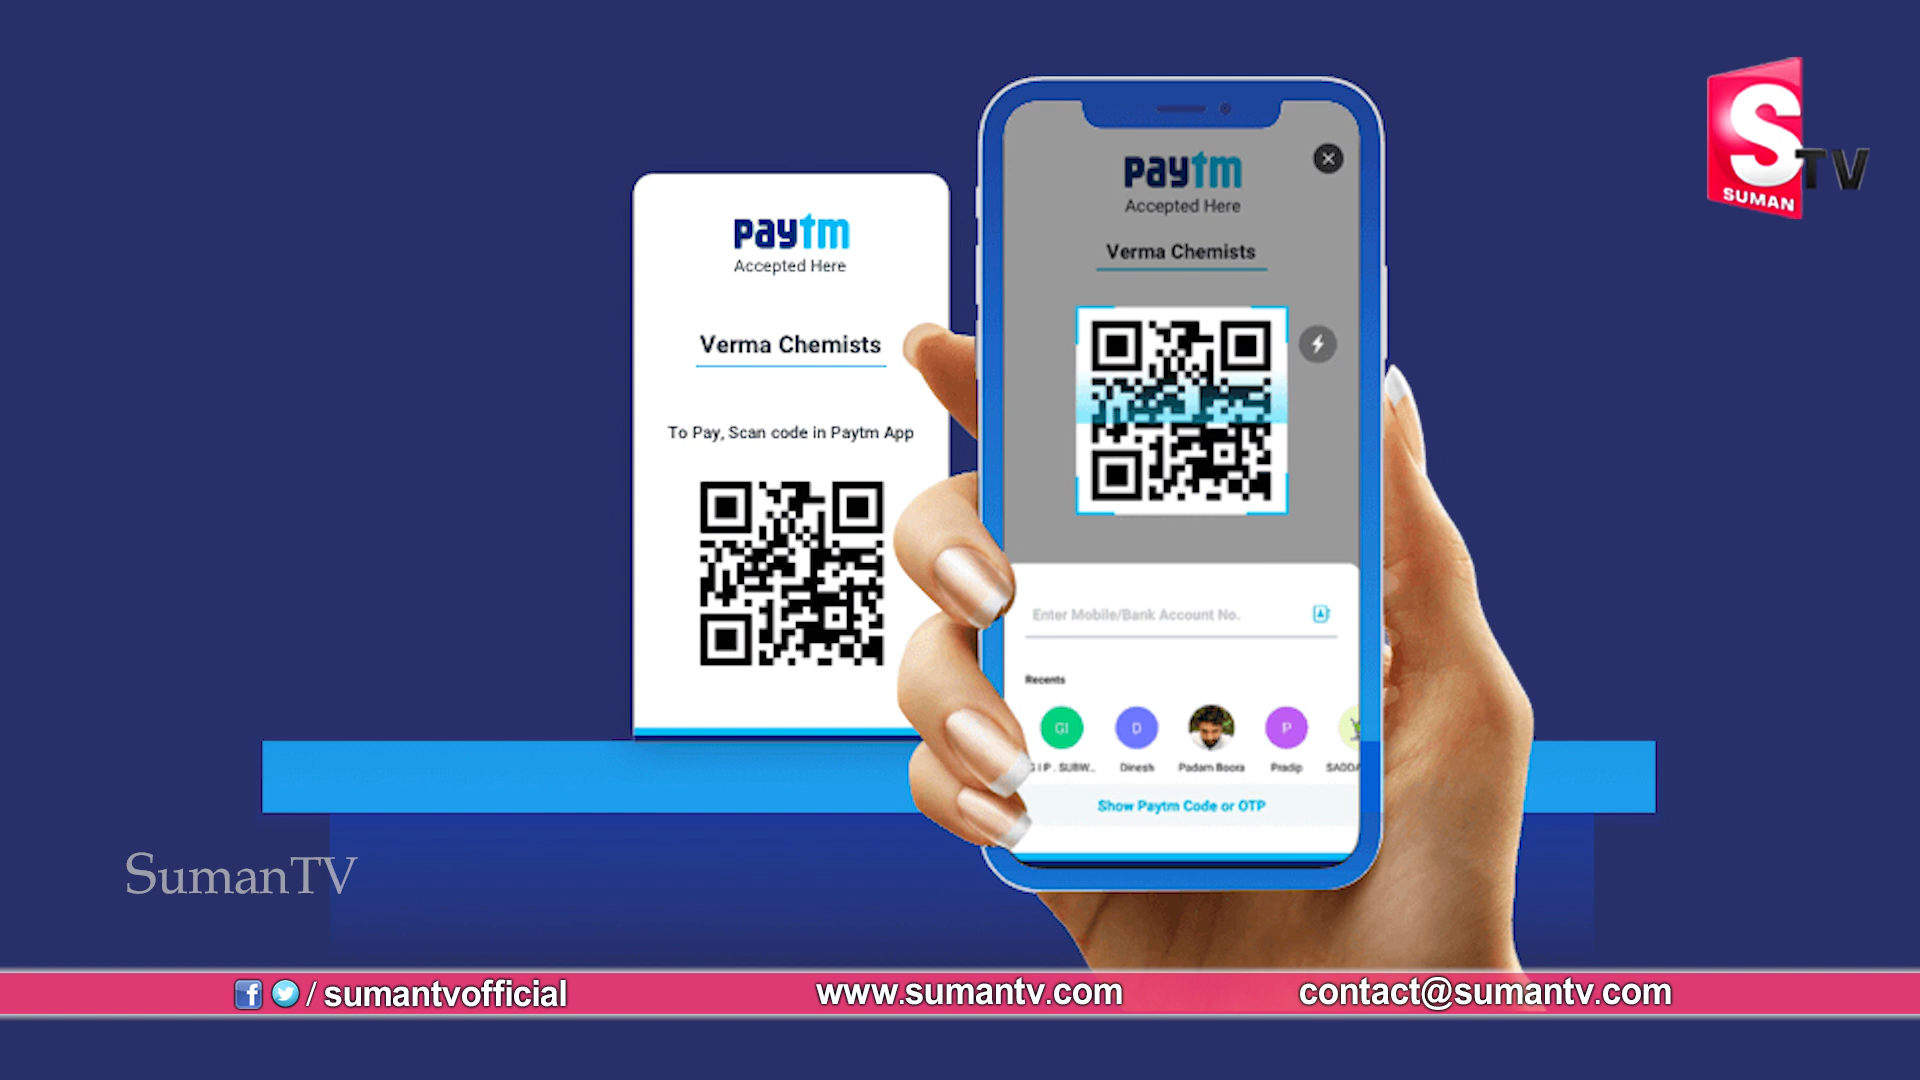 paytm
Accepted Here
Verma Chemists
To Pay, Scan code in Paytm App
paytm
Accepted Here
Verma Chemists
Enter Mobile/Bank Account No.
Recents
GI
D
P
G I P . SUBW...
Dinesh
Padam Boora
Pradip
Show Paytm Code or OTP
S TV
SUMAN
SumanTV
/ sumantvofficial
www.sumantv.com
contact@sumantv.com